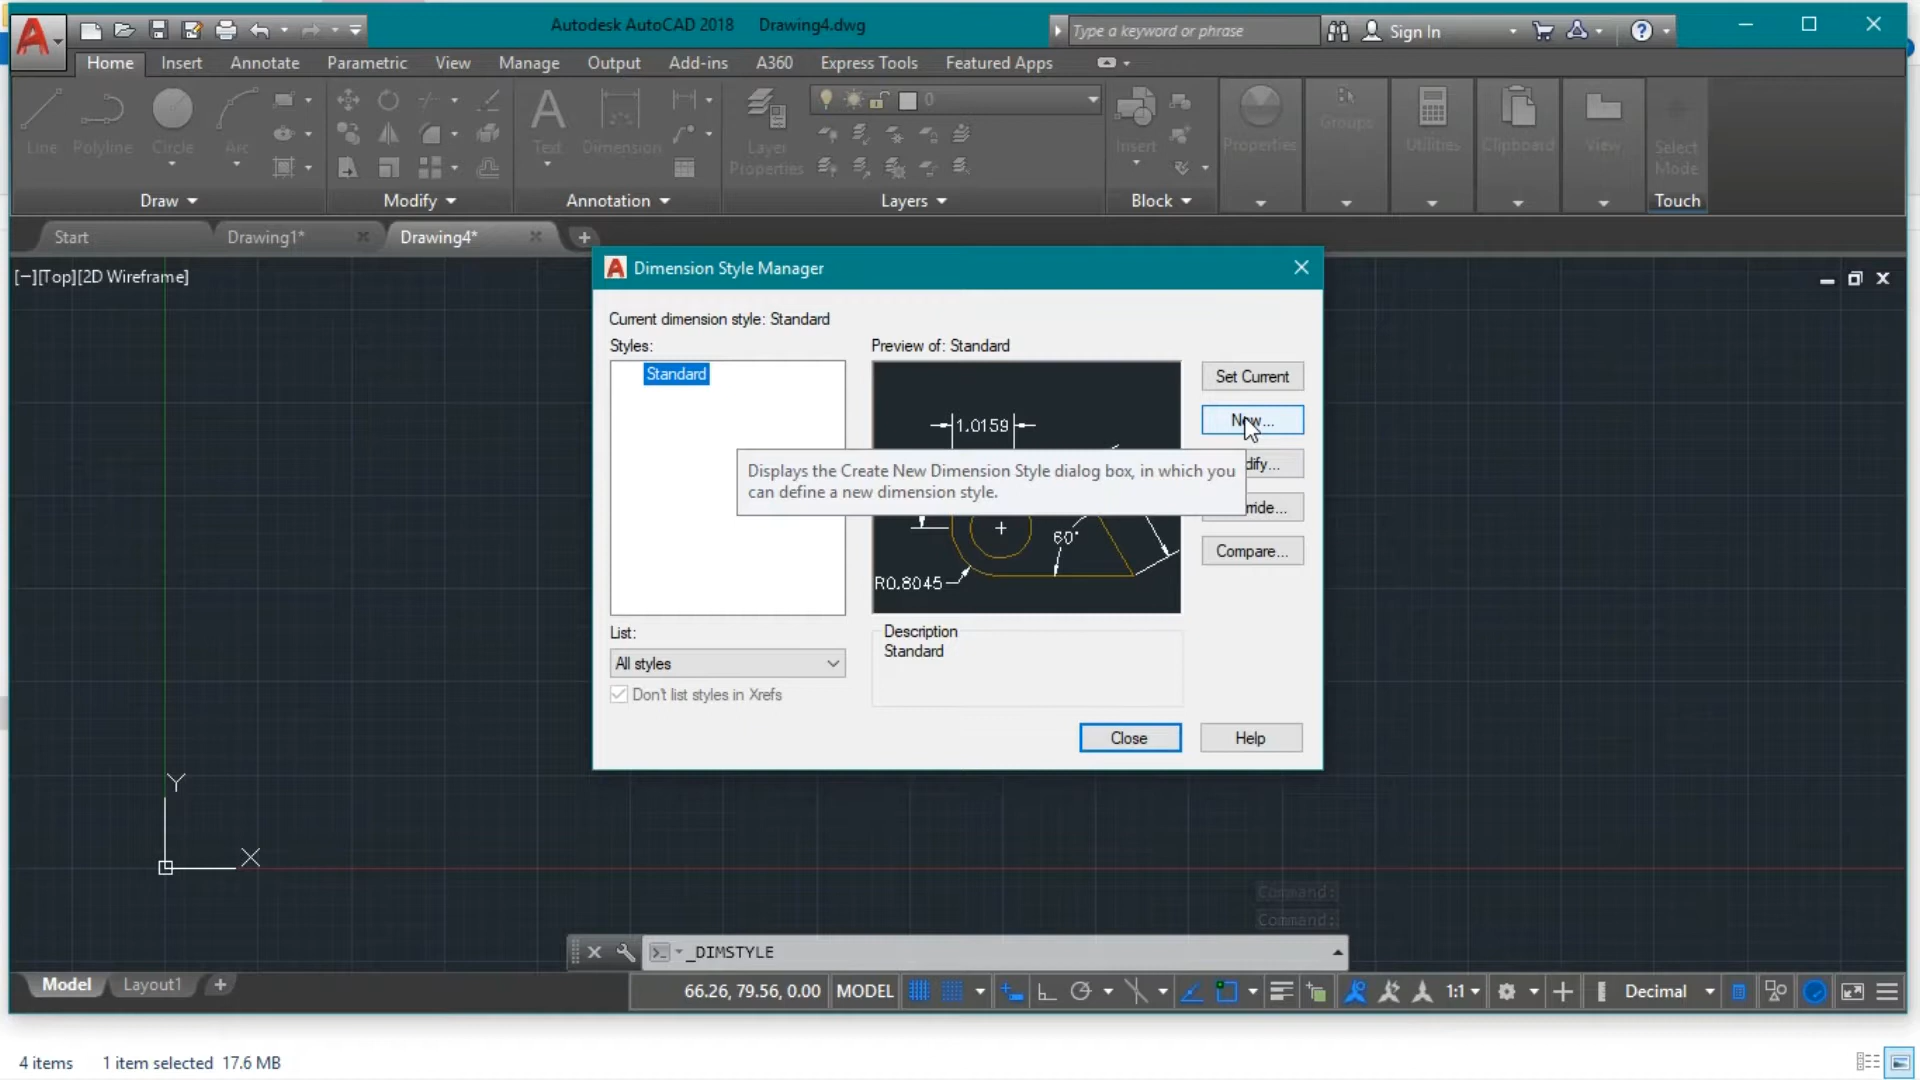 Autodesk AutoCAD 2018 Drawing4.dwg
Type a keyword or phrase
Sign In
Home Insert Annotate Parametric View Manage Output Add-ins A360 Express Tools Featured Apps
0
Line Polyline Circle Arc
Text Dimension
Layer
Properties
Insert
Properties
Groups
Utilities
Clipboard
View
Select
Mode
Draw Modify Annotation Layers Block Touch
Start Drawing1* Drawing4*
[–][Top][2D Wireframe]
Dimension Style Manager
Current dimension style: Standard
Styles:
Standard
Preview of: Standard
1.0159
60°
R0.8045
Set Current
New...
Displays the Create New Dimension Style dialog box, in which you
can define a new dimension style.
dify...
ride...
Compare...
List:
All styles
Don't list styles in Xrefs
Description
Standard
Close
Help
Y
X
Command:
Command:
_DIMSTYLE
Model Layout1
66.26, 79.56, 0.00 MODEL 1:1 Decimal
4 items 1 item selected 17.6 MB